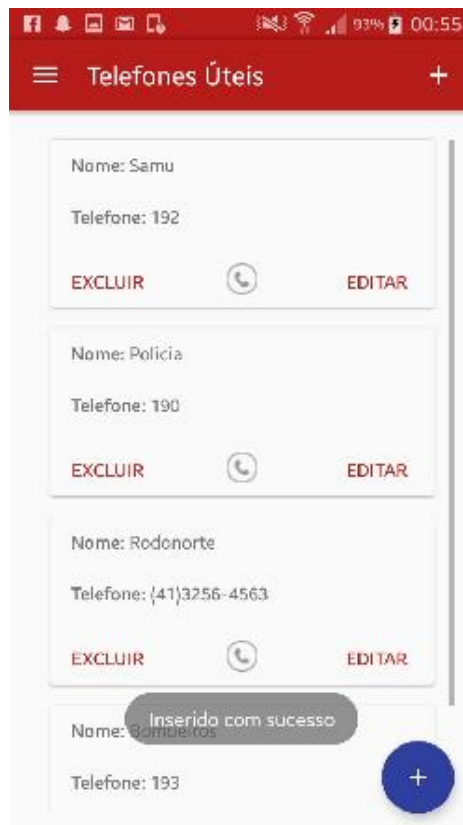 93% 00:55
Telefones Úteis +
Nome: Samu
Telefone: 192
EXCLUIR EDITAR
Nome: Policia
Telefone: 190
EXCLUIR EDITAR
Nome: Rodonorte
Telefone: (41)3256-4563
EXCLUIR EDITAR
Inserido com sucesso
Nome: Bombeiros
Telefone: 193
+